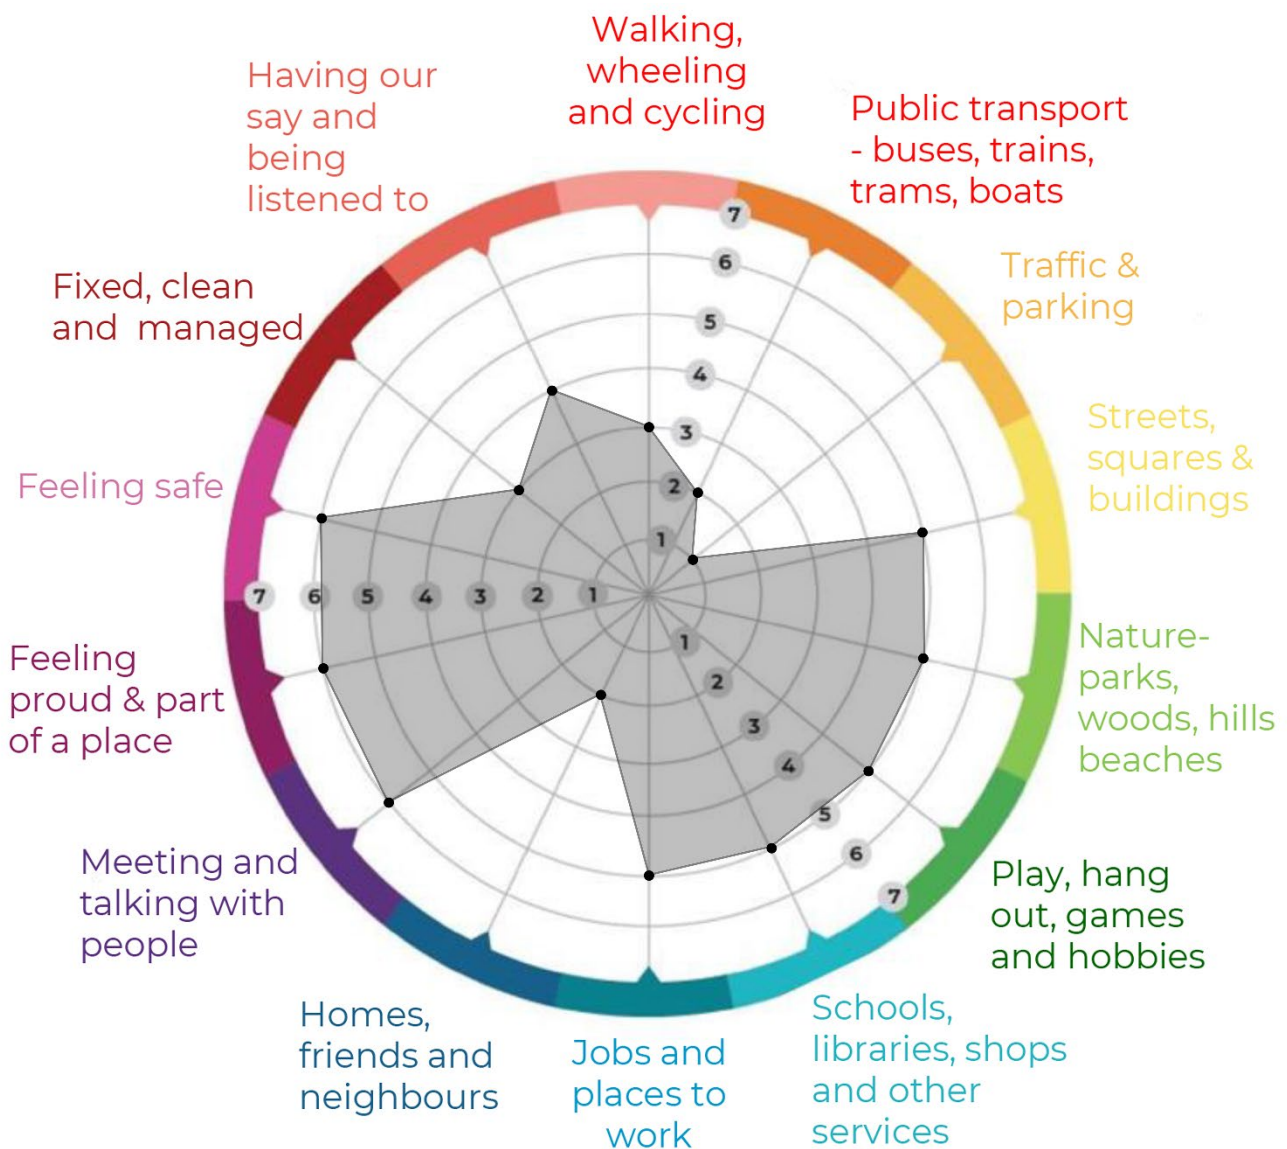 Walking,
wheeling
and cycling
Public transport
- buses, trains,
trams, boats
Traffic &
parking
Streets,
squares &
buildings
Nature-
parks,
woods, hills
beaches
Play, hang
out, games
and hobbies
Schools,
libraries, shops
and other
services
Jobs and
places to
work
Homes,
friends and
neighbours
Meeting and
talking with
people
Feeling
proud & part
of a place
Feeling safe
Fixed, clean
and managed
Having our
say and
being
listened to
7
6
5
4
3
2
1
7 6 5 4 3 2 1
1
2
3
4
5
6
7